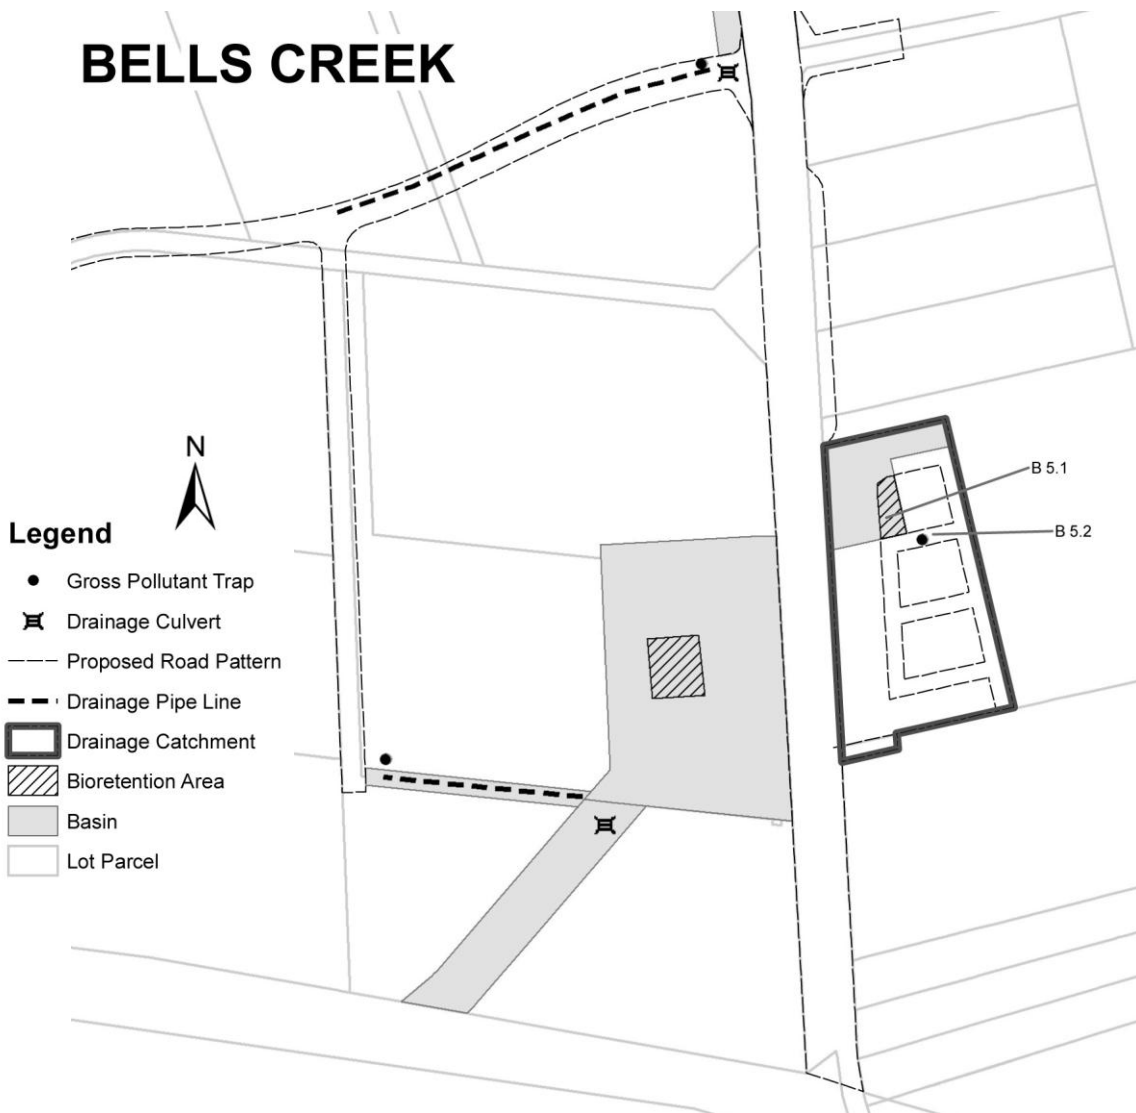 BELLS CREEK
B 5.1
B 5.2
N
Legend
Gross Pollutant Trap
Drainage Culvert
Proposed Road Pattern
Drainage Pipe Line
Drainage Catchment
Bioretention Area
Basin
Lot Parcel